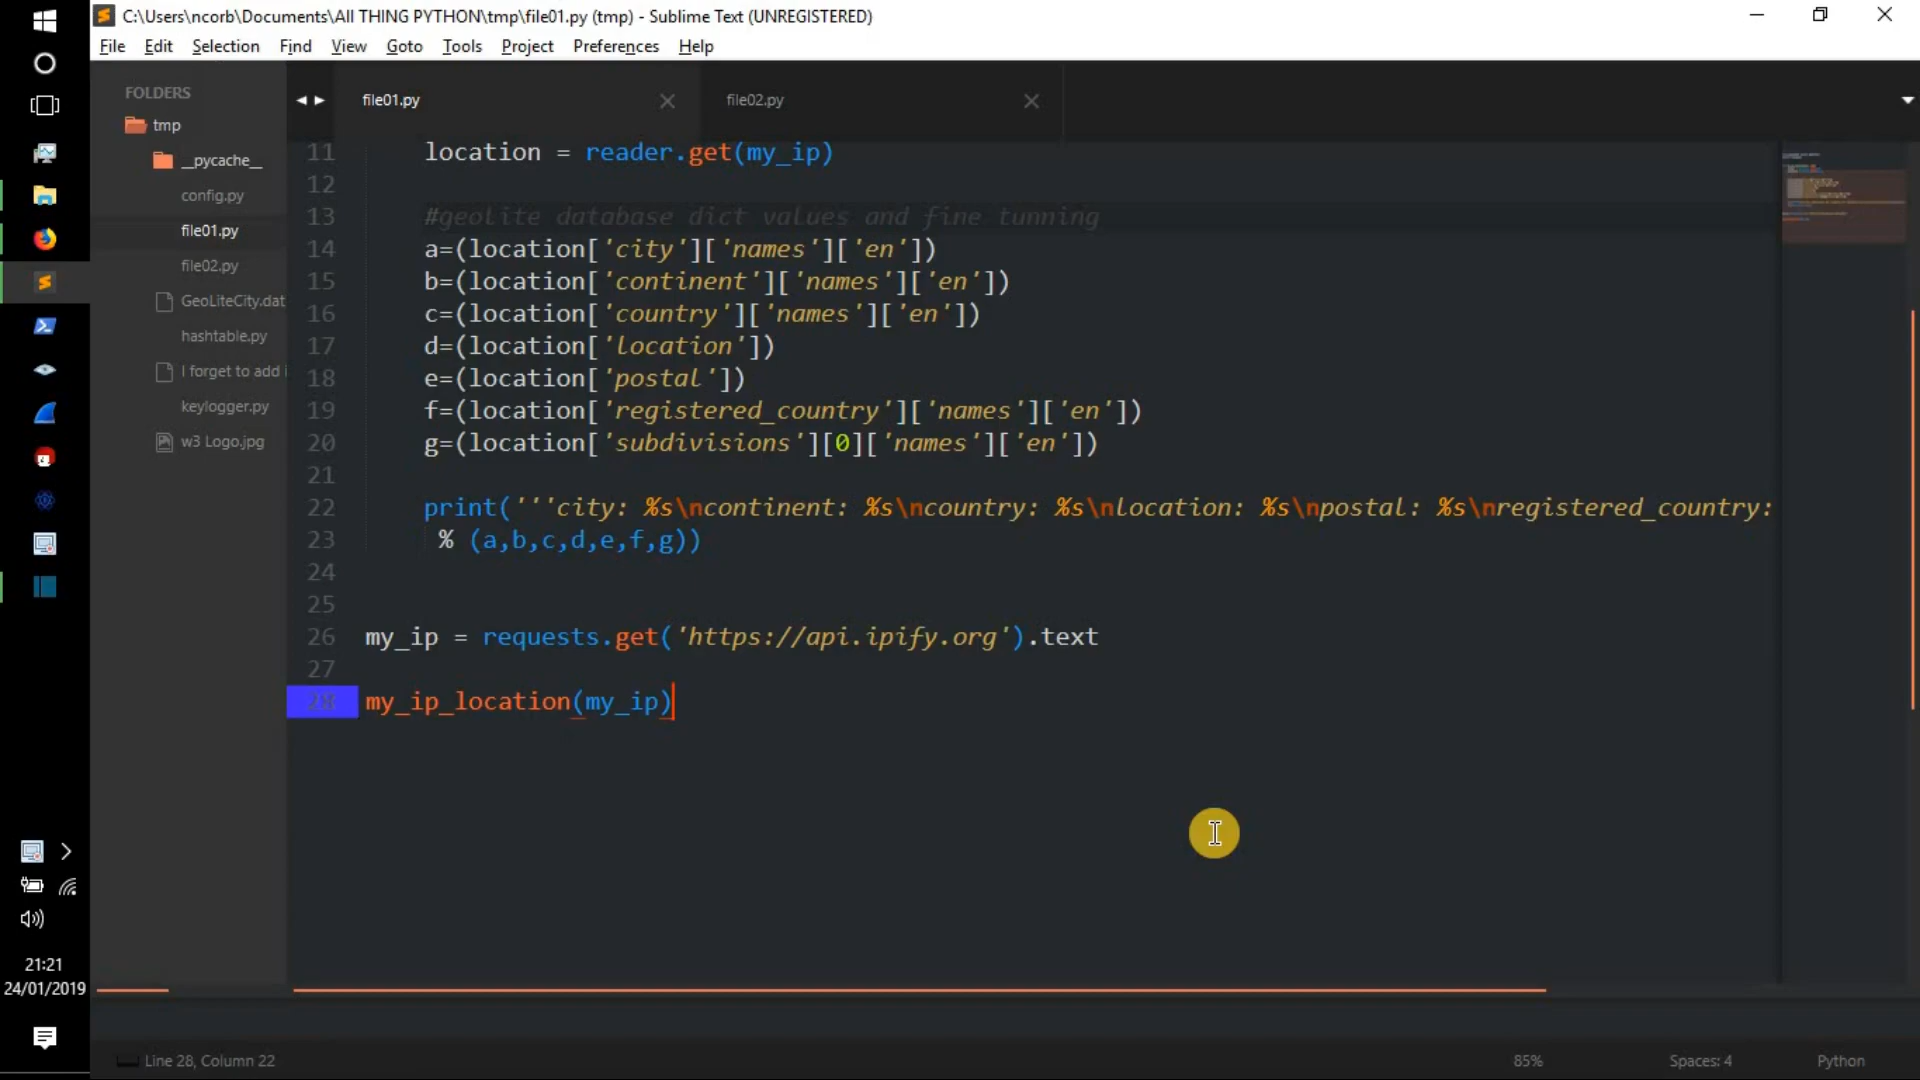 C:\Users\ncorb\Documents\All THING PYTHON\tmp\file01.py (tmp) - Sublime Text (UNREGISTERED)
File Edit Selection Find View Goto Tools Project Preferences Help
FOLDERS
tmp
__pycache__
config.py
file01.py
file02.py
GeoLiteCity.dat
hashtable.py
I forget to add i
keylogger.py
w3 Logo.jpg
file01.py file02.py
11 location = reader.get(my_ip)
12
13 #geolite database dict values and fine tunning
14 a=(location['city']['names']['en'])
15 b=(location['continent']['names']['en'])
16 c=(location['country']['names']['en'])
17 d=(location['location'])
18 e=(location['postal'])
19 f=(location['registered_country']['names']['en'])
20 g=(location['subdivisions'][0]['names']['en'])
21
22 print('''city: %s\ncontinent: %s\ncountry: %s\nlocation: %s\npostal: %s\nregistered_country:
23 % (a,b,c,d,e,f,g))
24
25
26 my_ip = requests.get('https://api.ipify.org').text
27
28 my_ip_location(my_ip)
21:21
24/01/2019
Line 28, Column 22 85% Spaces: 4 Python